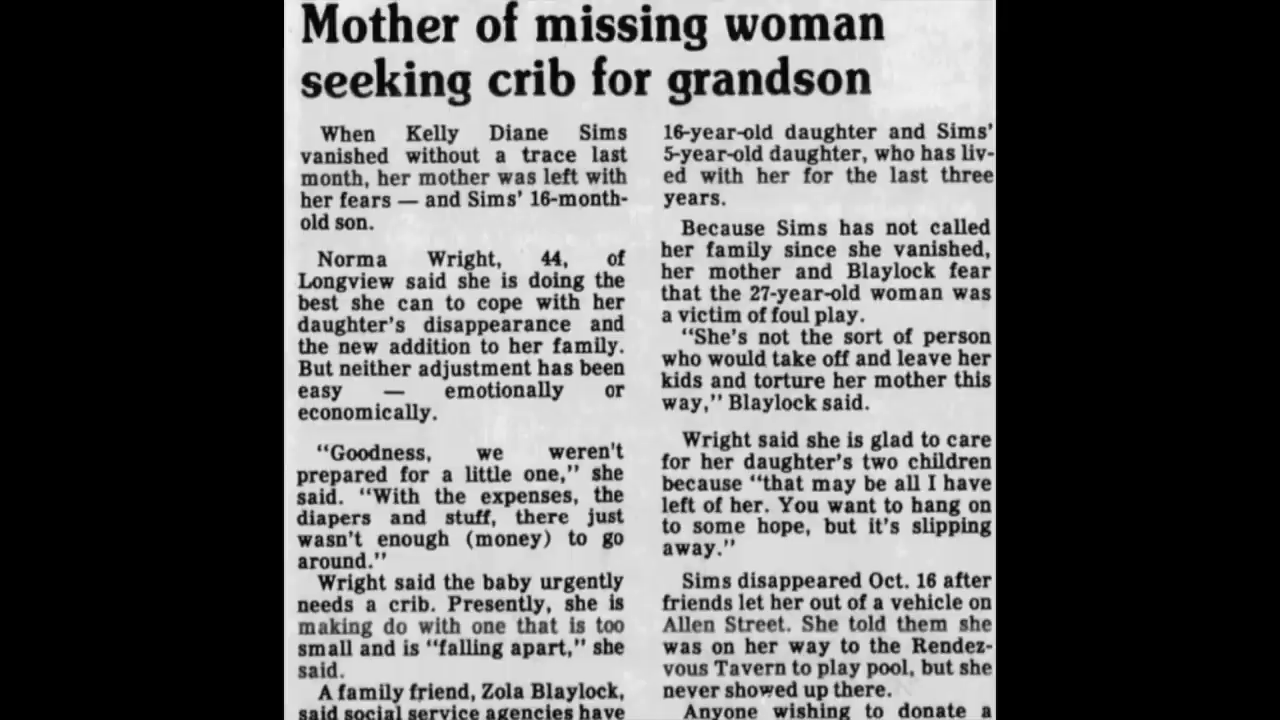 Mother of missing woman
seeking crib for grandson
When Kelly Diane Sims
vanished without a trace last
month, her mother was left with
her fears — and Sims' 16-month-
old son.
Norma Wright, 44, of
Longview said she is doing the
best she can to cope with her
daughter's disappearance and
the new addition to her family.
But neither adjustment has been
easy — emotionally or
economically.
"Goodness, we weren't
prepared for a little one," she
said. "With the expenses, the
diapers and stuff, there just
wasn't enough (money) to go
around."
Wright said the baby urgently
needs a crib. Presently, she is
making do with one that is too
small and is "falling apart," she
said.
A family friend, Zola Blaylock,
said social service agencies have
16-year-old daughter and Sims'
5-year-old daughter, who has liv-
ed with her for the last three
years.
Because Sims has not called
her family since she vanished,
her mother and Blaylock fear
that the 27-year-old woman was
a victim of foul play.
"She's not the sort of person
who would take off and leave her
kids and torture her mother this
way," Blaylock said.
Wright said she is glad to care
for her daughter's two children
because "that may be all I have
left of her. You want to hang on
to some hope, but it's slipping
away."
Sims disappeared Oct. 16 after
friends let her out of a vehicle on
Allen Street. She told them she
was on her way to the Rendez-
vous Tavern to play pool, but she
never showed up there.
Anyone wishing to donate a